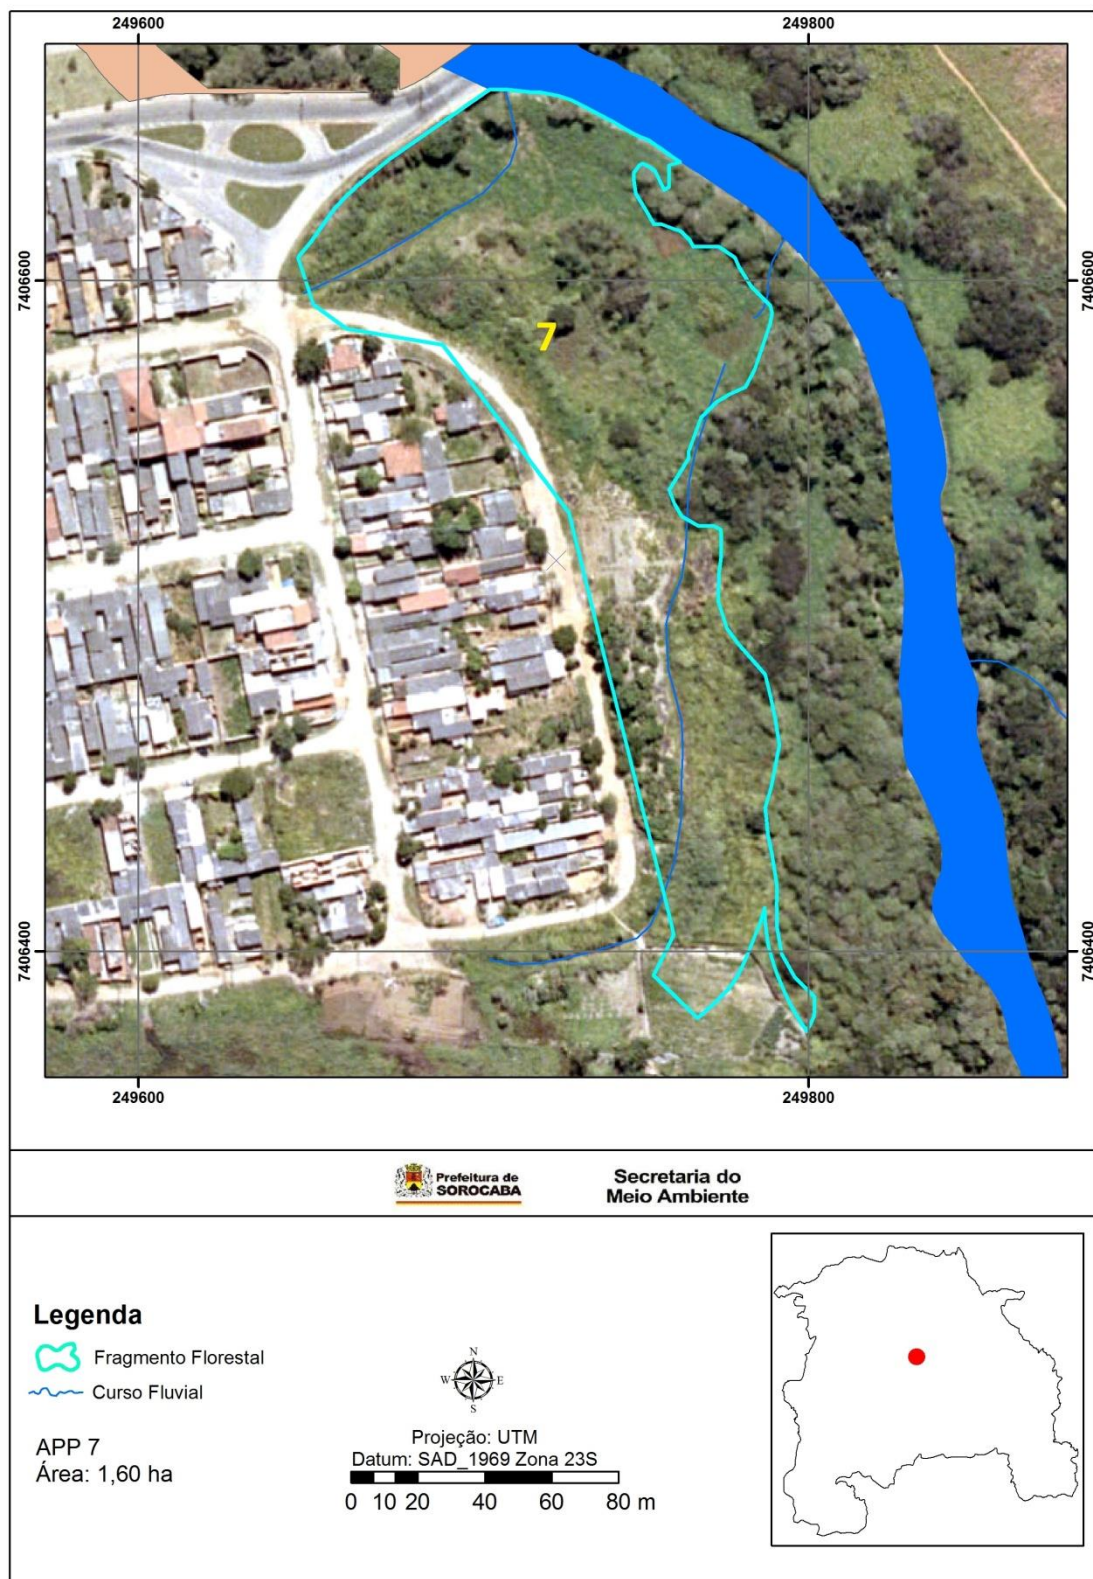 249600
249800
7406600
7406600
7
7406400
7406400
249600
249800
Prefeitura de
SOROCABA
Secretaria do
Meio Ambiente
Legenda
Fragmento Florestal
Curso Fluvial
APP 7
Área: 1,60 ha
N
W
E
S
Projeção: UTM
Datum: SAD_1969 Zona 23S
0 10 20 40 60 80 m